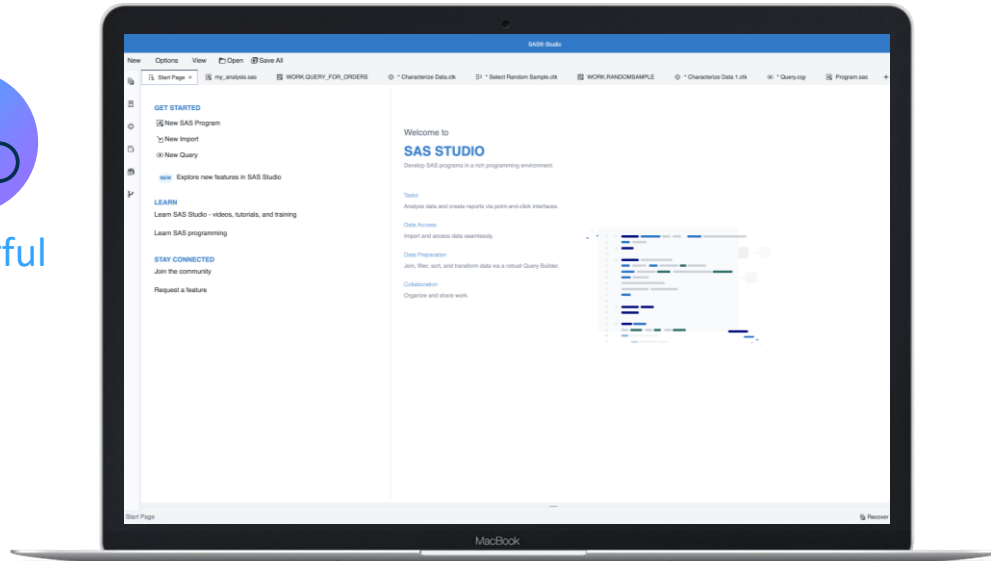 SAS® Studio
New Options View Open Save All
Start Page × my_analysis.sas WORK.QUERY_FOR_ORDERS * Characterize Data.ctk * Select Random Sample.ctk WORK.RANDOMSAMPLE * Characterize Data 1.ctk * Query.cqy Program.sas +
GET STARTED
New SAS Program
New Import
New Query
NEW Explore new features in SAS Studio
LEARN
Learn SAS Studio - videos, tutorials, and training
Learn SAS programming
STAY CONNECTED
Join the community
Request a feature
Welcome to
SAS STUDIO
Develop SAS programs in a rich programming environment.
Tasks
Analyze data and create reports via point-and-click interfaces.
Data Access
Import and access data seamlessly.
Data Preparation
Join, filter, sort, and transform data via a robust Query Builder.
Collaboration
Organize and share work.
Start Page Recover
MacBook